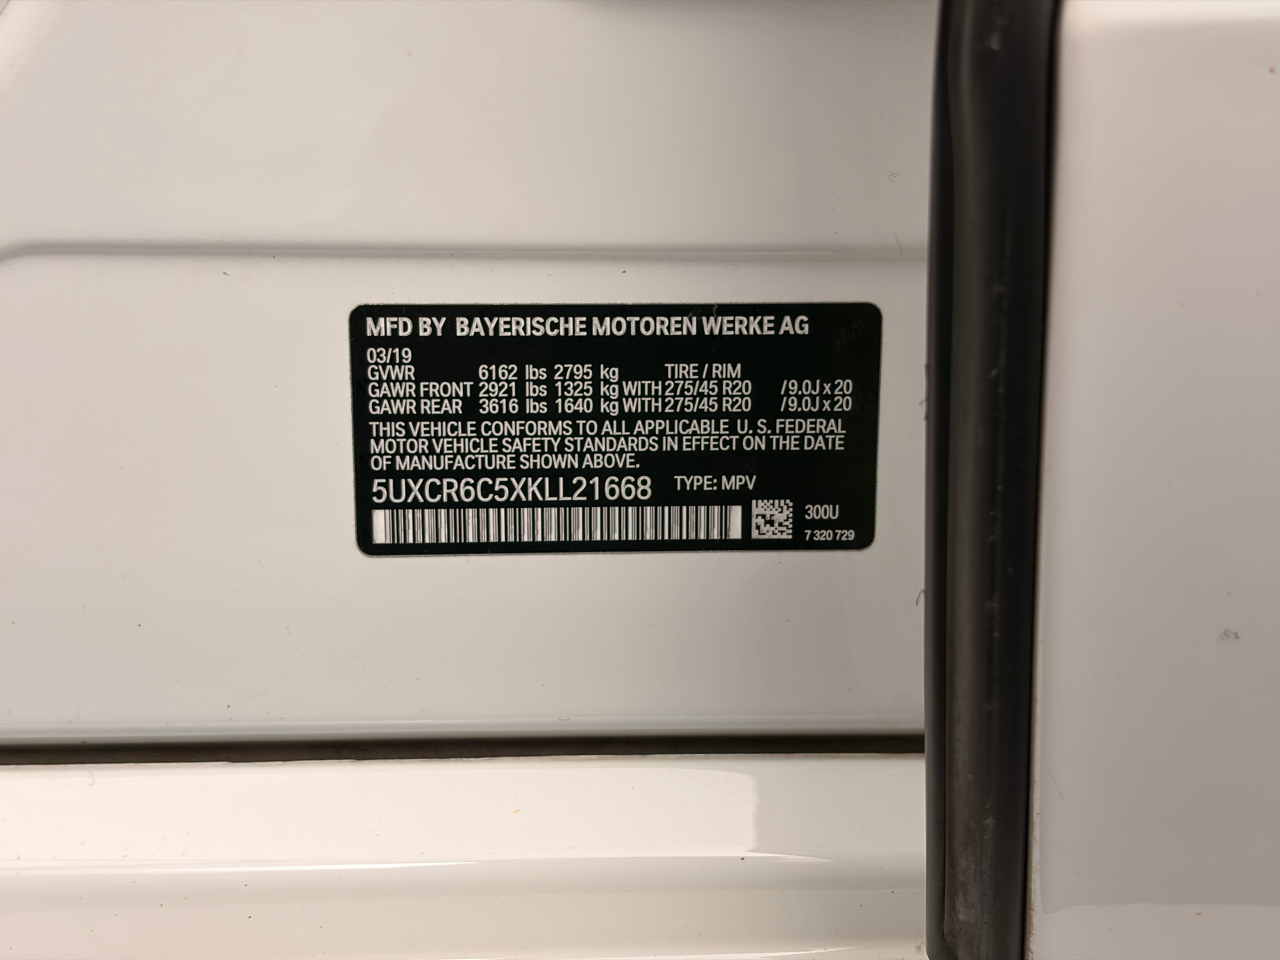 MFD BY BAYERISCHE MOTOREN WERKE AG
03/19
GVWR 6162 lbs 2795 kg TIRE / RIM
GAWR FRONT 2921 lbs 1325 kg WITH 275/45 R20 /9.0J x 20
GAWR REAR 3616 lbs 1640 kg WITH 275/45 R20 /9.0J x 20
THIS VEHICLE CONFORMS TO ALL APPLICABLE U. S. FEDERAL
MOTOR VEHICLE SAFETY STANDARDS IN EFFECT ON THE DATE
OF MANUFACTURE SHOWN ABOVE.
5UXCR6C5XKLL21668 TYPE: MPV
300U
7 320 729